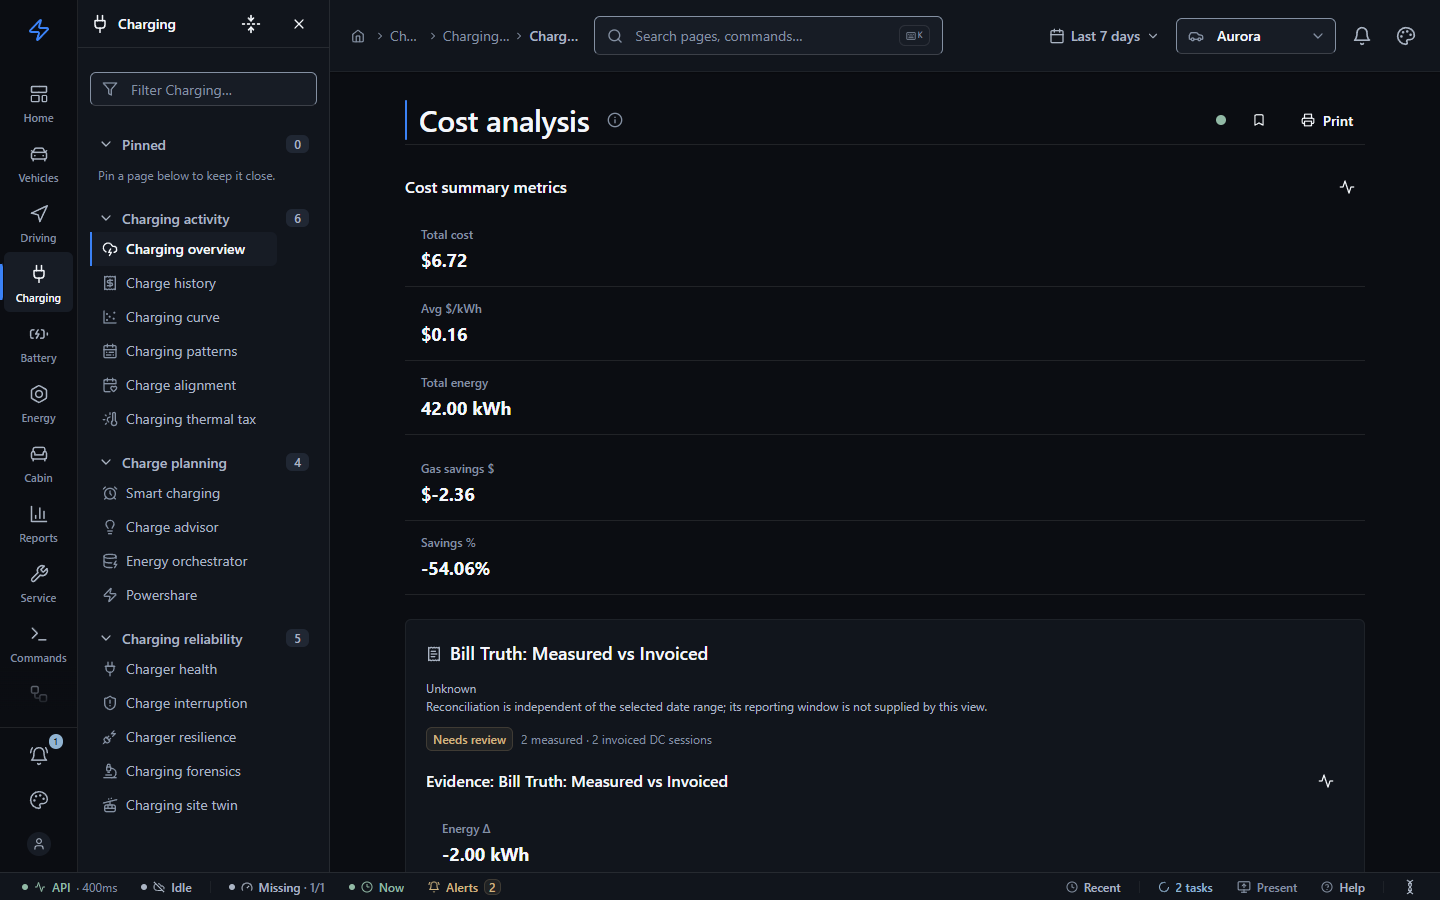 Home
Vehicles
Driving
Charging
Battery
Energy
Cabin
Reports
Service
Commands
1
Charging
Filter Charging...
Pinned 0
Pin a page below to keep it close.
Charging activity 6
Charging overview
Charge history
Charging curve
Charging patterns
Charge alignment
Charging thermal tax
Charge planning 4
Smart charging
Charge advisor
Energy orchestrator
Powershare
Charging reliability 5
Charger health
Charge interruption
Charger resilience
Charging forensics
Charging site twin
Ch... Charging... Charg...
Search pages, commands... K
Last 7 days
Aurora
Cost analysis
Print
Cost summary metrics
Total cost
$6.72
Avg $/kWh
$0.16
Total energy
42.00 kWh
Gas savings $
$-2.36
Savings %
-54.06%
Bill Truth: Measured vs Invoiced
Unknown
Reconciliation is independent of the selected date range; its reporting window is not supplied by this view.
Needs review 2 measured · 2 invoiced DC sessions
Evidence: Bill Truth: Measured vs Invoiced
Energy Δ
-2.00 kWh
API · 400ms Idle Missing · 1/1 Now Alerts 2 Recent 2 tasks Present Help